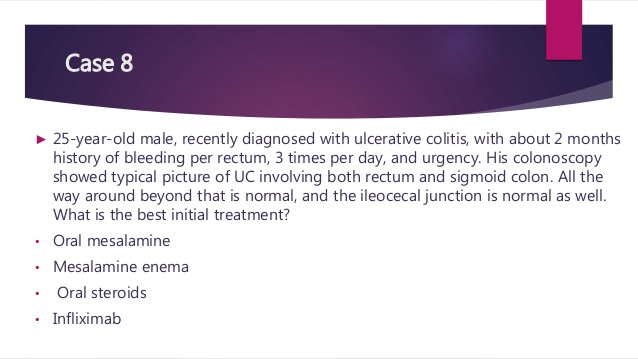 Case 8
► 25-year-old male, recently diagnosed with ulcerative colitis, with about 2 months
history of bleeding per rectum, 3 times per day, and urgency. His colonoscopy
showed typical picture of UC involving both rectum and sigmoid colon. All the
way around beyond that is normal, and the ileocecal junction is normal as well.
What is the best initial treatment?
• Oral mesalamine
• Mesalamine enema
• Oral steroids
• Infliximab